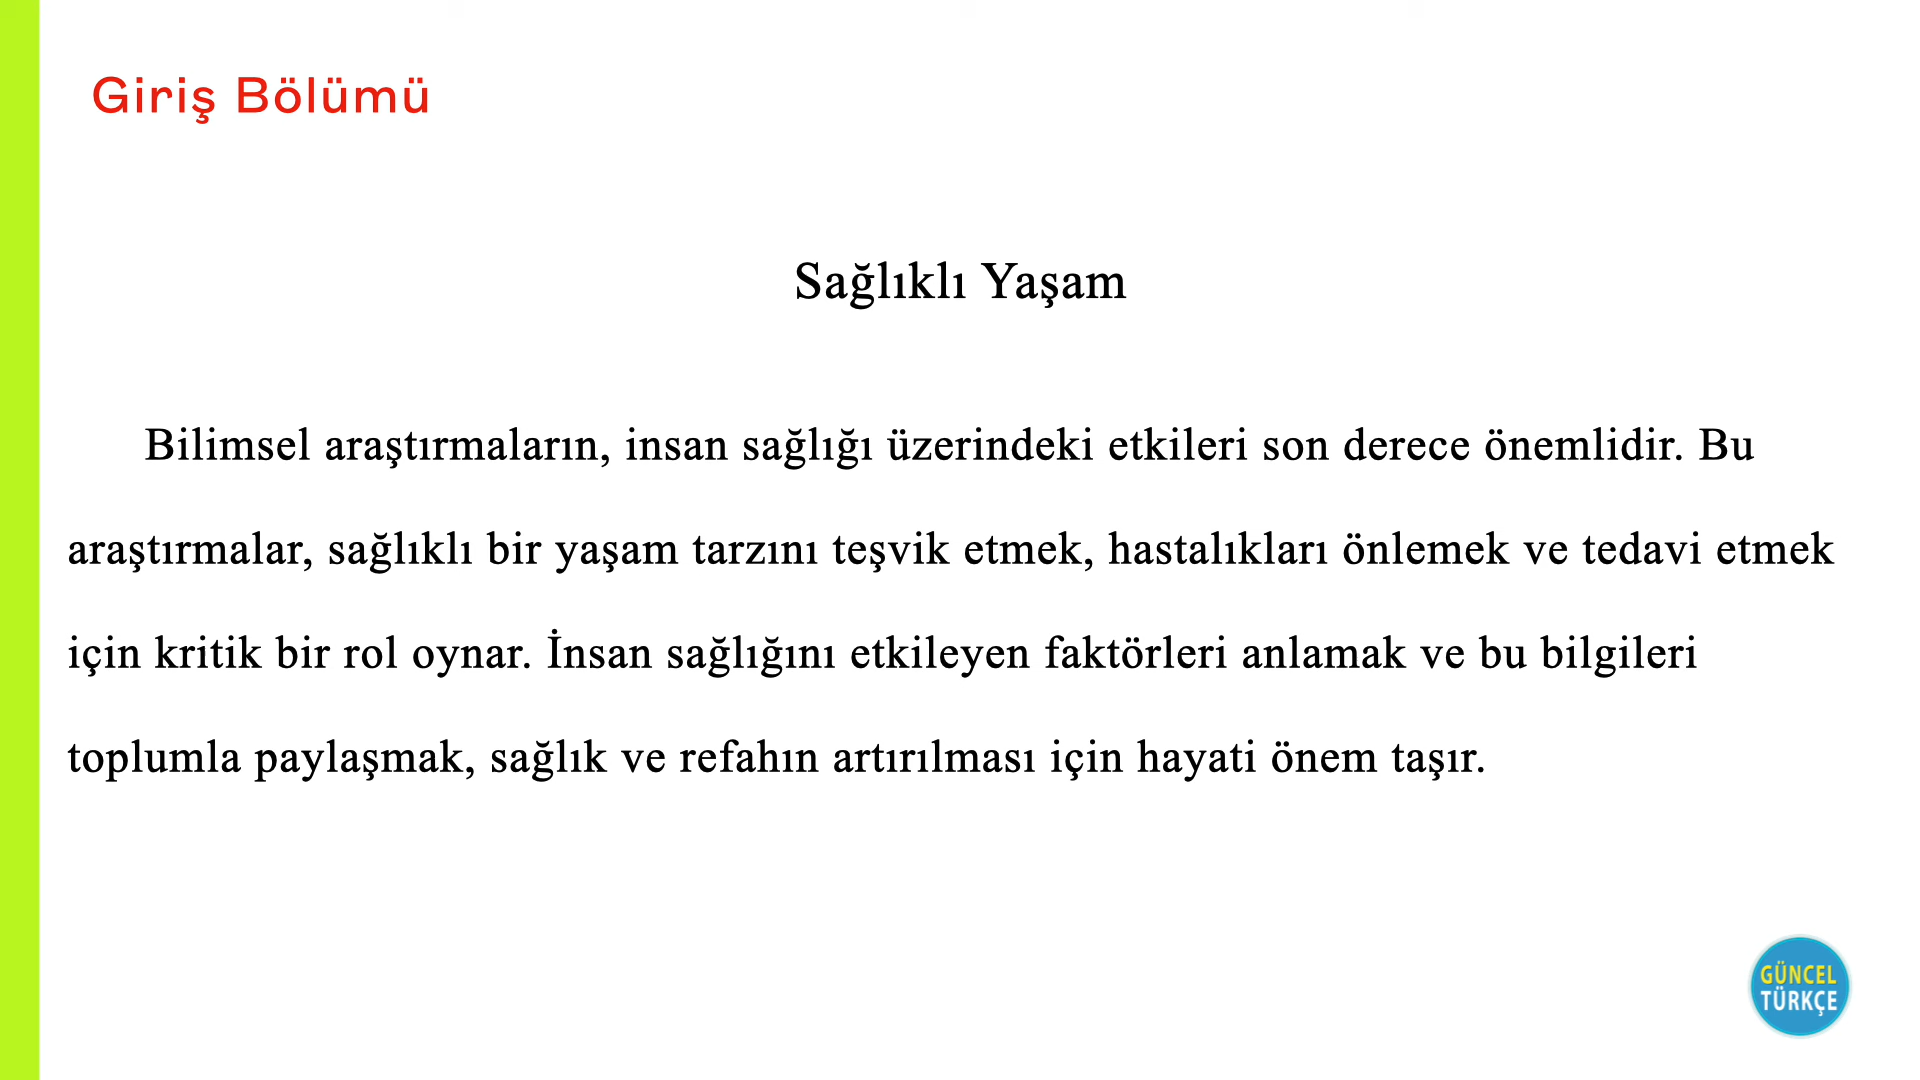 Giriş Bölümü
Sağlıklı Yaşam
Bilimsel araştırmaların, insan sağlığı üzerindeki etkileri son derece önemlidir. Bu
araştırmalar, sağlıklı bir yaşam tarzını teşvik etmek, hastalıkları önlemek ve tedavi etmek
için kritik bir rol oynar. İnsan sağlığını etkileyen faktörleri anlamak ve bu bilgileri
toplumla paylaşmak, sağlık ve refahın artırılması için hayati önem taşır.
GÜNCEL
TÜRKÇE